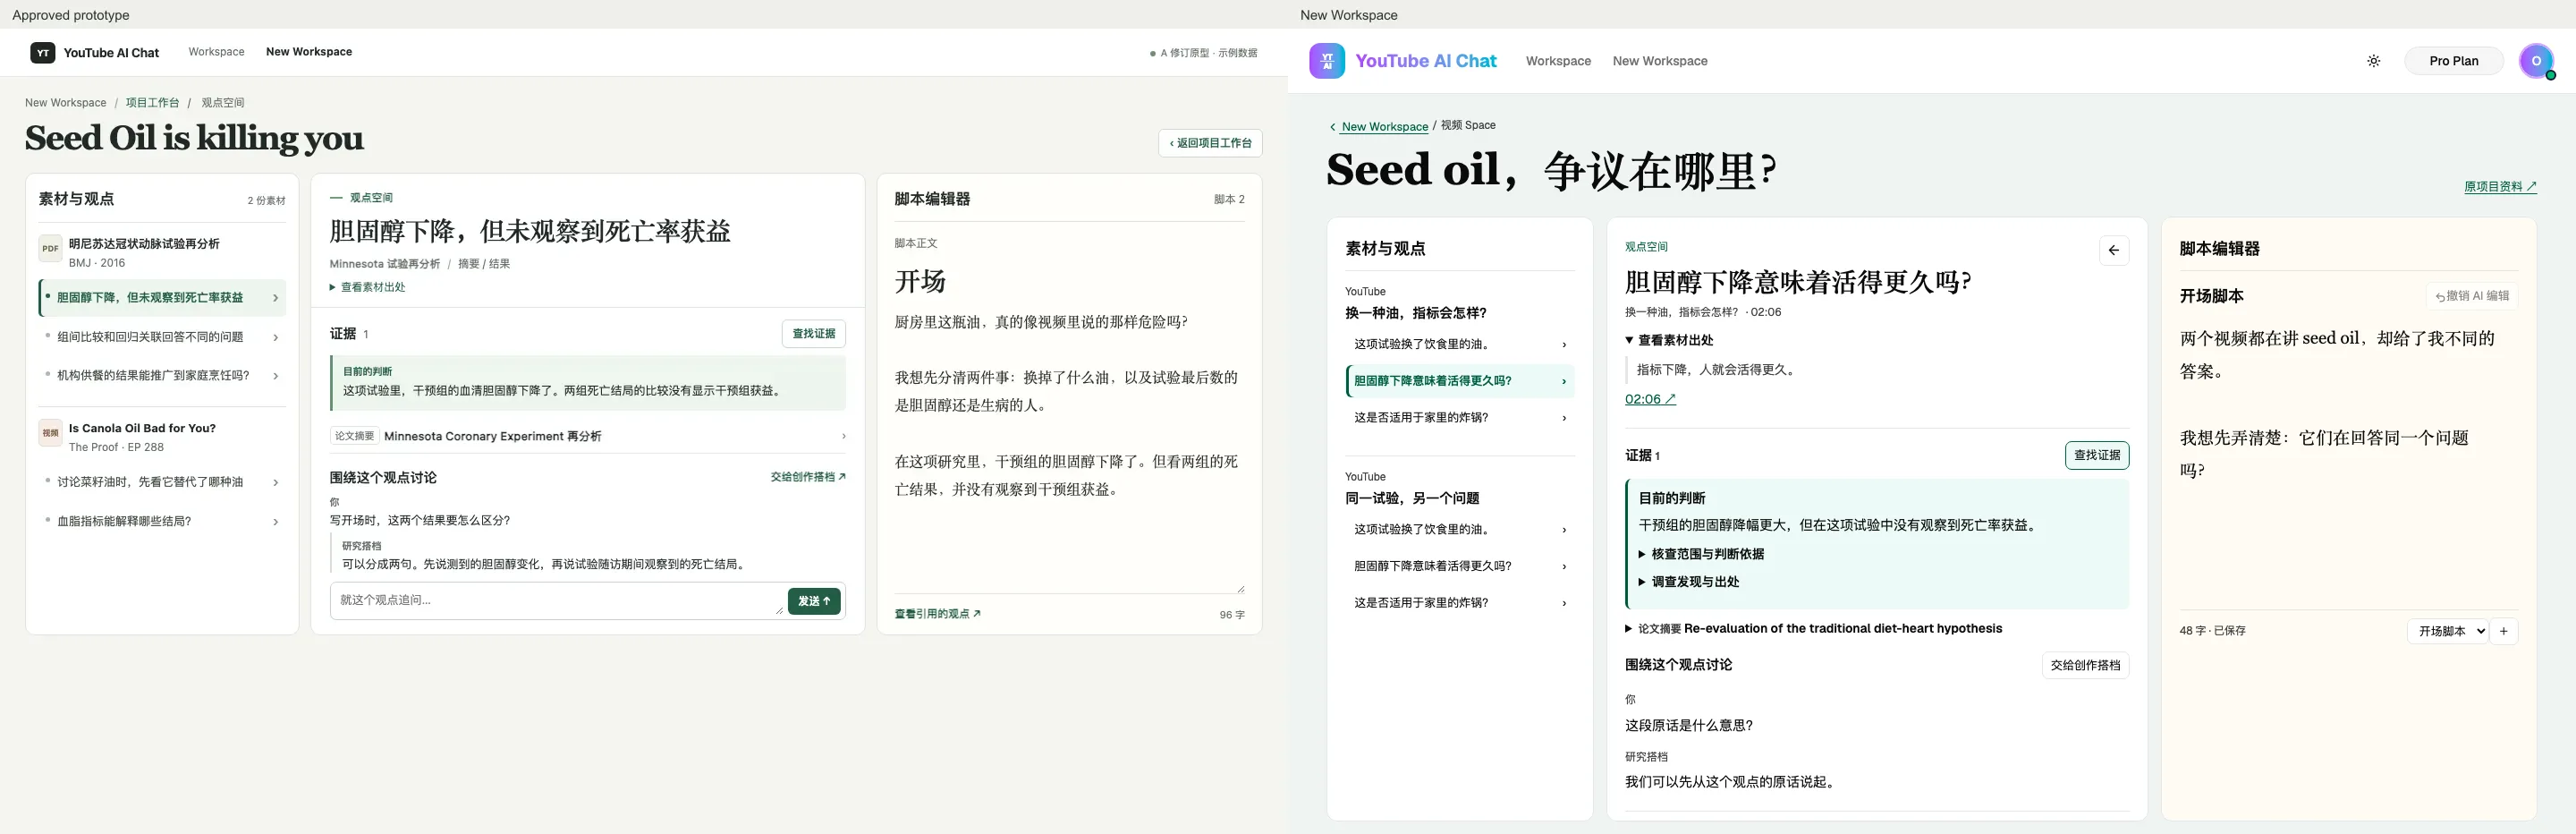 Approved prototype
YT
YouTube AI Chat
Workspace
New Workspace
A 修订原型 · 示例数据
New Workspace / 项目工作台 / 观点空间
Seed Oil is killing you
‹ 返回项目工作台
素材与观点
2 份素材
PDF
明尼苏达冠状动脉试验再分析
BMJ · 2016
胆固醇下降，但未观察到死亡率获益
组间比较和回归关联回答不同的问题
机构供餐的结果能推广到家庭烹饪吗？
视频
Is Canola Oil Bad for You?
The Proof · EP 288
讨论菜籽油时，先看它替代了哪种油
血脂指标能解释哪些结局？
观点空间
胆固醇下降，但未观察到死亡率获益
Minnesota 试验再分析 / 摘要 / 结果
查看素材出处
证据 1
查找证据
目前的判断
这项试验里，干预组的血清胆固醇下降了。两组死亡结局的比较没有显示干预组获益。
论文摘要 Minnesota Coronary Experiment 再分析
围绕这个观点讨论
交给创作搭档 ↗
你
写开场时，这两个结果要怎么区分？
研究搭档
可以分成两句。先说测到的胆固醇变化，再说试验随访期间观察到的死亡结局。
就这个观点追问...
发送 ↑
脚本编辑器
脚本 2
脚本正文
开场
厨房里这瓶油，真的像视频里说的那样危险吗？
我想先分清两件事：换掉了什么油，以及试验最后数的
是胆固醇还是生病的人。
在这项研究里，干预组的胆固醇下降了。但看两组的死
亡结果，并没有观察到干预组获益。
查看引用的观点 ↗
96 字
New Workspace
YT
AI
YouTube AI Chat
Workspace
New Workspace
Pro Plan
O
‹ New Workspace / 视频 Space
Seed oil，争议在哪里？
原项目资料 ↗
素材与观点
YouTube
换一种油，指标会怎样？
这项试验换了饮食里的油。
胆固醇下降意味着活得更久吗？
这是否适用于家里的炸锅？
YouTube
同一试验，另一个问题
这项试验换了饮食里的油。
胆固醇下降意味着活得更久吗？
这是否适用于家里的炸锅？
观点空间
胆固醇下降意味着活得更久吗？
换一种油，指标会怎样？ · 02:06
查看素材出处
指标下降，人就会活得更久。
02:06 ↗
证据 1
查找证据
目前的判断
干预组的胆固醇降幅更大，但在这项试验中没有观察到死亡率获益。
核查范围与判断依据
调查发现与出处
论文摘要 Re-evaluation of the traditional diet-heart hypothesis
围绕这个观点讨论
交给创作搭档
你
这段原话是什么意思？
研究搭档
我们可以先从这个观点的原话说起。
脚本编辑器
开场脚本
撤销 AI 编辑
两个视频都在讲 seed oil，却给了我不同的
答案。
我想先弄清楚：它们在回答同一个问题
吗？
48 字 · 已保存
开场脚本
+